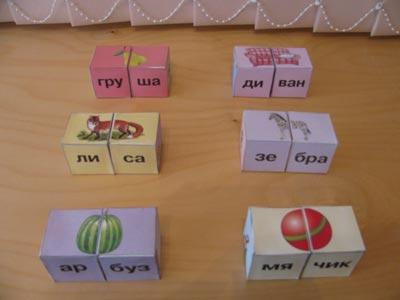 гру ша
ди ван
ли са
зе бра
ар буз
мя чик